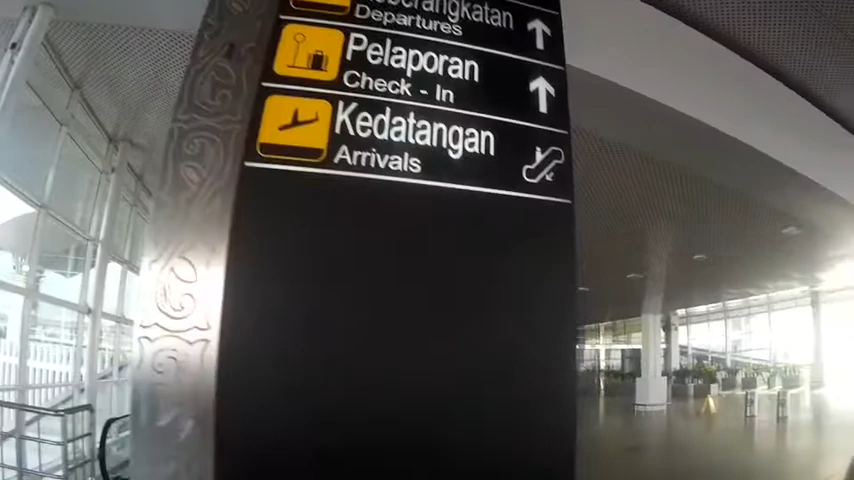 Departures
Pelaporan
Check - In
Kedatangan
Arrivals